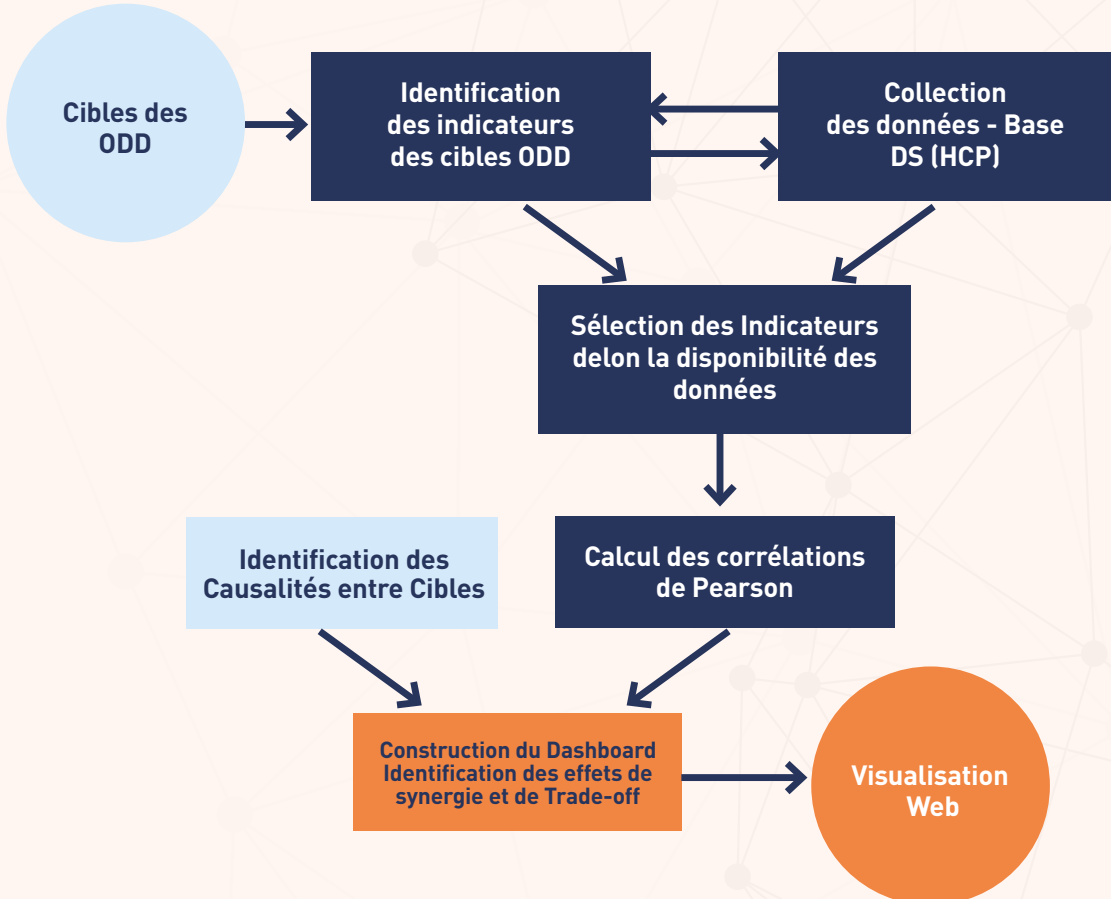 Cibles des
ODD
Identification
des indicateurs
des cibles ODD
Collection
des données - Base
DS (HCP)
Sélection des Indicateurs
delon la disponibilité des
données
Identification des
Causalités entre Cibles
Calcul des corrélations
de Pearson
Construction du Dashboard
Identification des effets de
synergie et de Trade-off
Visualisation
Web